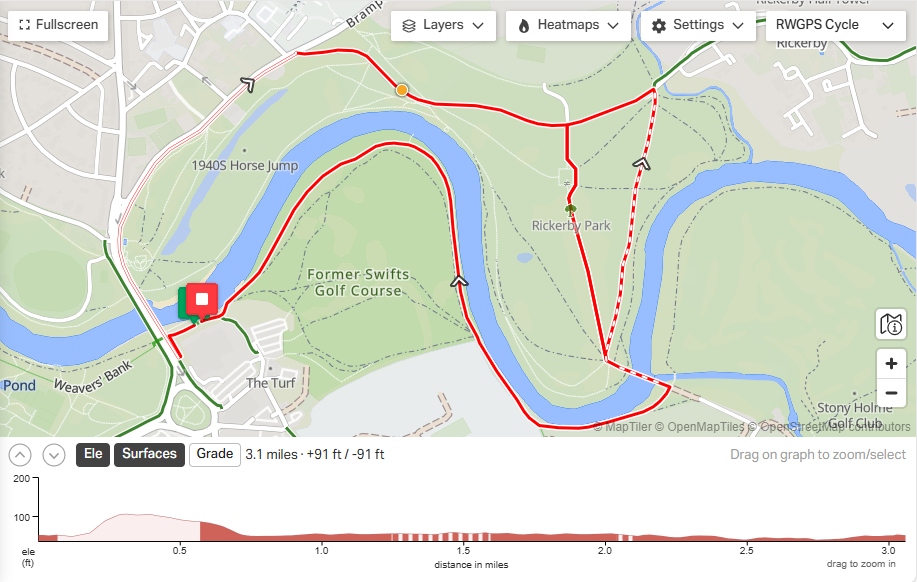 Fullscreen
Layers
Heatmaps
Settings
RWGPS Cycle
Rickerby Hall Tower
Rickerby
Bramp
1940S Horse Jump
k
Rickerby Park
Former Swifts
Golf Course
Pond
Weavers Bank
The Turf
Stony Holme
Golf Club
© MapTiler © OpenMapTiles © OpenStreetMap contributors
Ele
Surfaces
Grade
3.1 miles · +91 ft / -91 ft
Drag on graph to zoom/select
200
100
ele
(ft)
0.5
1.0
1.5
2.0
2.5
3.0
distance in miles
drag to zoom in